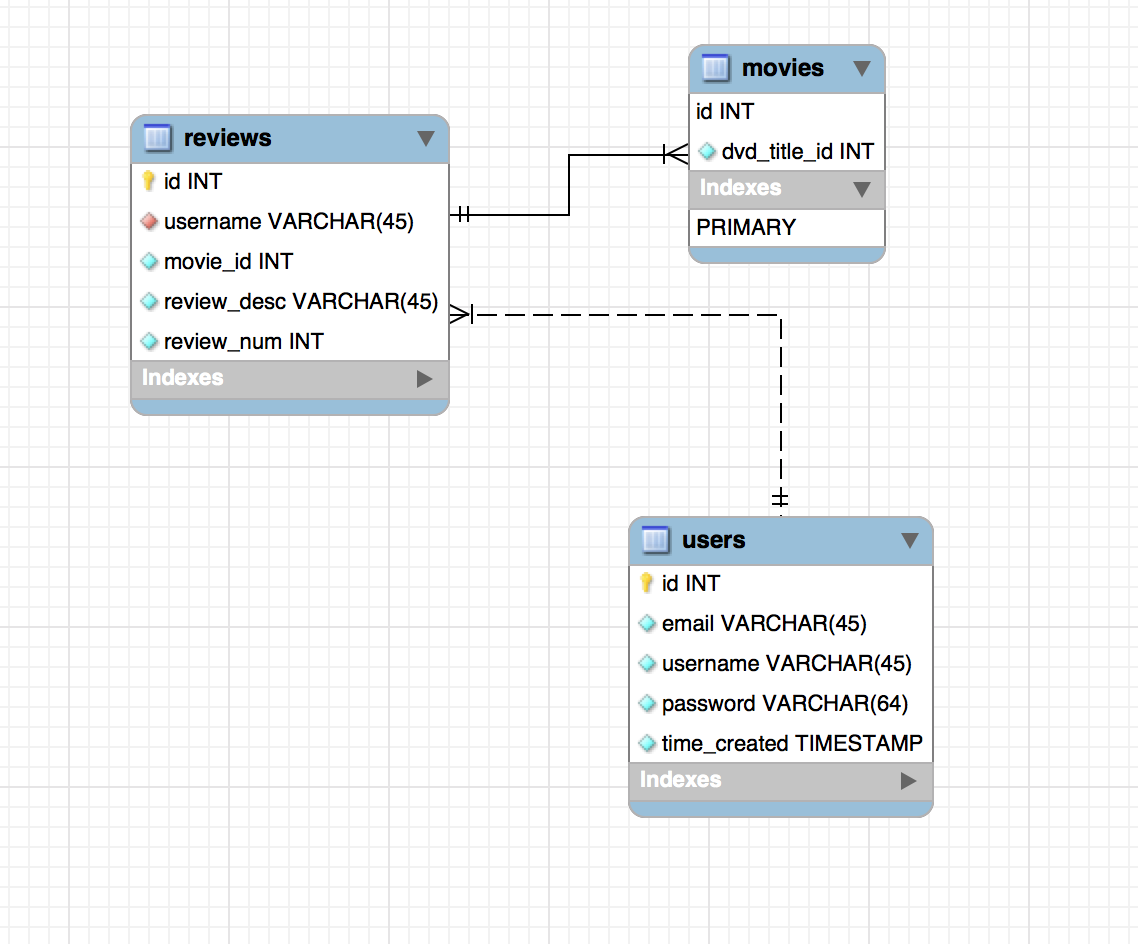 reviews
id INT
username VARCHAR(45)
movie_id INT
review_desc VARCHAR(45)
review_num INT
Indexes
movies
id INT
dvd_title_id INT
Indexes
PRIMARY
users
id INT
email VARCHAR(45)
username VARCHAR(45)
password VARCHAR(64)
time_created TIMESTAMP
Indexes